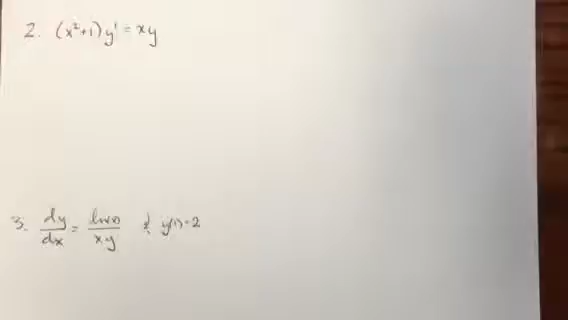 2. (x²+1)y' = xy
3. dy/dx = ln(x)/xy & y(1)=2